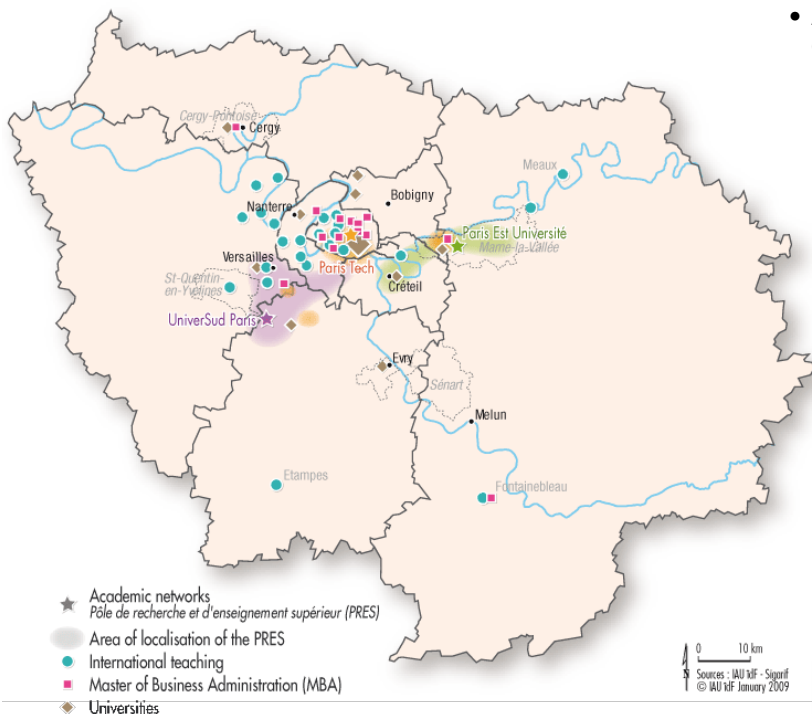 Cergy-Pontoise
Cergy
Meaux
Nanterre
Bobigny
Paris Est Université
Marne-la-Vallée
Versailles
Paris Tech
St-Quentin-
en-Yvelines
Créteil
UniverSud Paris
Evry
Sénart
Melun
Etampes
Fontainebleau
Academic networks
Pôle de recherche et d'enseignement supérieur (PRES)
Area of localisation of the PRES
International teaching
Master of Business Administration (MBA)
Universities
0 10 km
N
Sources : IAU îdF - Sigarif
© IAU îdF January 2009